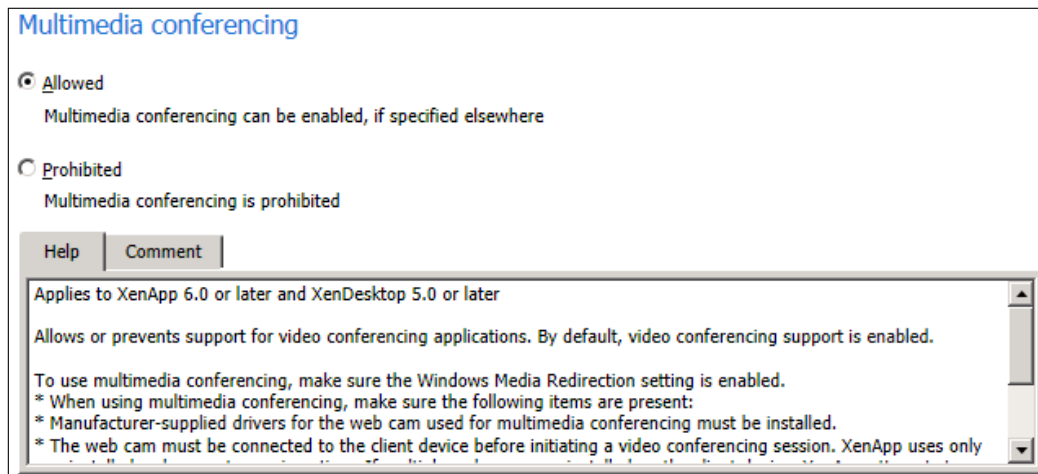 Multimedia conferencing
Allowed
Multimedia conferencing can be enabled, if specified elsewhere
Prohibited
Multimedia conferencing is prohibited
Help Comment
Applies to XenApp 6.0 or later and XenDesktop 5.0 or later
Allows or prevents support for video conferencing applications. By default, video conferencing support is enabled.
To use multimedia conferencing, make sure the Windows Media Redirection setting is enabled.
* When using multimedia conferencing, make sure the following items are present:
* Manufacturer-supplied drivers for the web cam used for multimedia conferencing must be installed.
* The web cam must be connected to the client device before initiating a video conferencing session. XenApp uses only